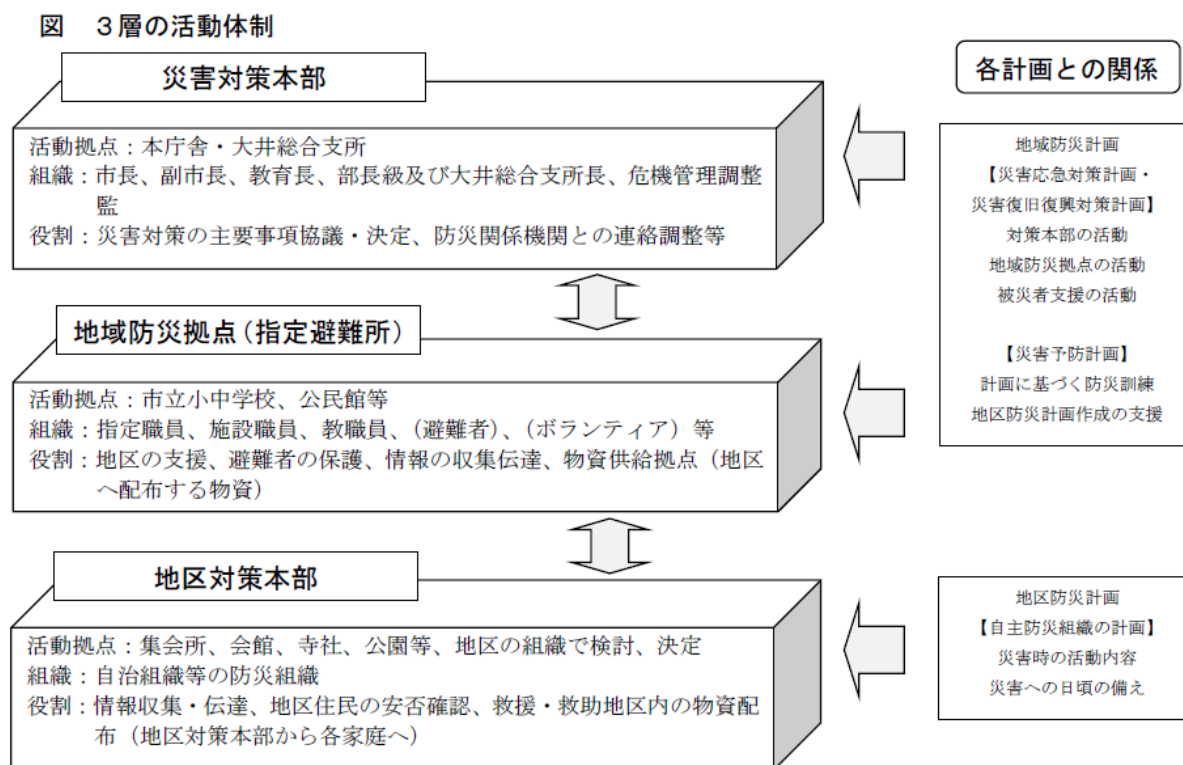 図　３層の活動体制
災害対策本部
活動拠点：本庁舎・大井総合支所
組織：市長、副市長、教育長、部長級及び大井総合支所長、危機管理調整
監
役割：災害対策の主要事項協議・決定、防災関係機関との連絡調整等
地域防災拠点（指定避難所）
活動拠点：市立小中学校、公民館等
組織：指定職員、施設職員、教職員、（避難者）、（ボランティア）等
役割：地区の支援、避難者の保護、情報の収集伝達、物資供給拠点（地区
へ配布する物資）
地区対策本部
活動拠点：集会所、会館、寺社、公園等、地区の組織で検討、決定
組織：自治組織等の防災組織
役割：情報収集・伝達、地区住民の安否確認、救援・救助地区内の物資配
布（地区対策本部から各家庭へ）
各計画との関係
地域防災計画
【災害応急対策計画・
災害復旧復興対策計画】
対策本部の活動
地域防災拠点の活動
被災者支援の活動
【災害予防計画】
計画に基づく防災訓練
地区防災計画作成の支援
地区防災計画
【自主防災組織の計画】
災害時の活動内容
災害への日頃の備え